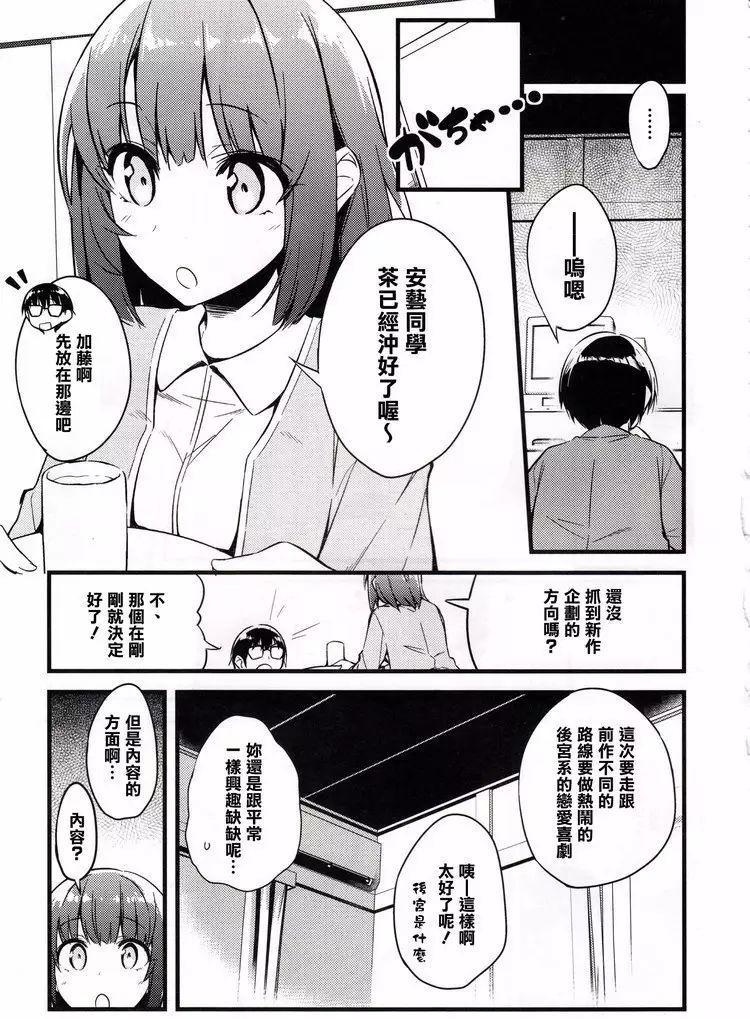 ……
——嗚嗯
がちゃ…
安藝同學
茶已經沖好了喔～
加藤啊
先放在那邊吧
還沒
抓到新作
企劃的
方向嗎？
不、
那個在剛
剛就決定
好了！
這次要走跟
前作不同的
路線要做熱鬧的
後宮系的戀愛喜劇
咦—這樣啊
太好了呢！
後宮是什麼
妳還是跟平常
一樣興趣缺缺呢…
但是內容的
方面啊…
內容？